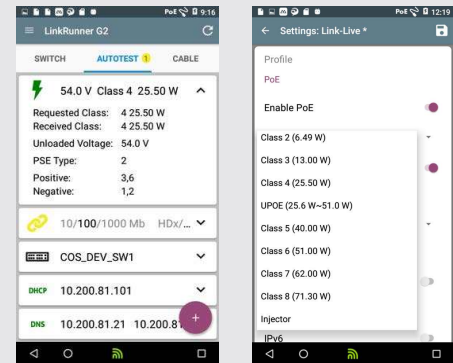 PoE 9:16
LinkRunner G2
SWITCH AUTOTEST 1 CABLE
54.0 V Class 4 25.50 W
Requested Class: 4 25.50 W
Received Class: 4 25.50 W
Unloaded Voltage: 54.0 V
PSE Type: 2
Positive: 3,6
Negative: 1,2
10/100/1000 Mb HDx/...
COS_DEV_SW1
DHCP 10.200.81.101
DNS 10.200.81.21 10.200.8
+
PoE 12:19
Settings: Link-Live *
Profile
PoE
Enable PoE
Class 2 (6.49 W)
Class 3 (13.00 W)
Class 4 (25.50 W)
UPOE (25.6 W~51.0 W)
Class 5 (40.00 W)
Class 6 (51.00 W)
Class 7 (62.00 W)
Class 8 (71.30 W)
Injector
IPv6